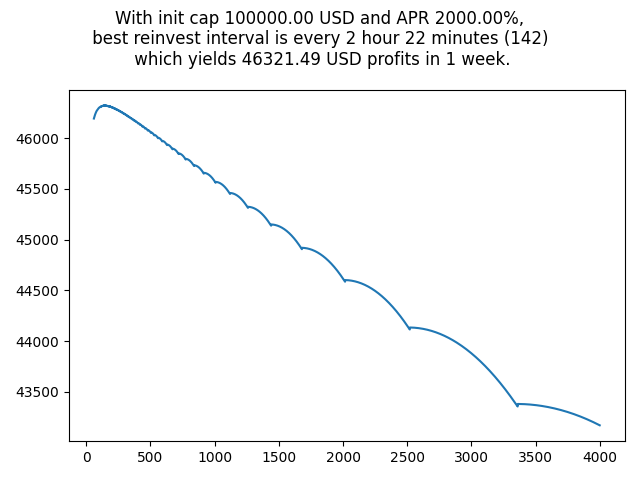 With init cap 100000.00 USD and APR 2000.00%,
best reinvest interval is every 2 hour 22 minutes (142)
which yields 46321.49 USD profits in 1 week.
46000
45500
45000
44500
44000
43500
0 500 1000 1500 2000 2500 3000 3500 4000